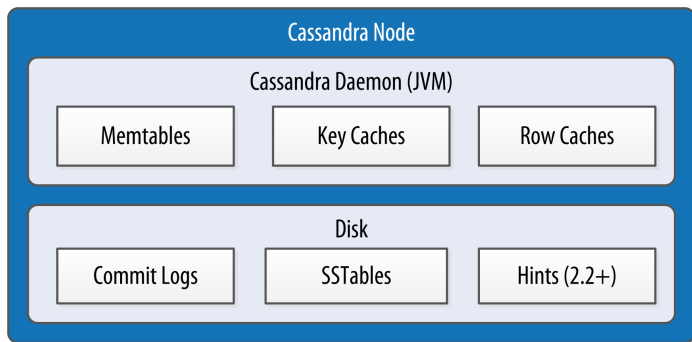 Cassandra Node
Cassandra Daemon (JVM)
Memtables
Key Caches
Row Caches
Disk
Commit Logs
SSTables
Hints (2.2+)